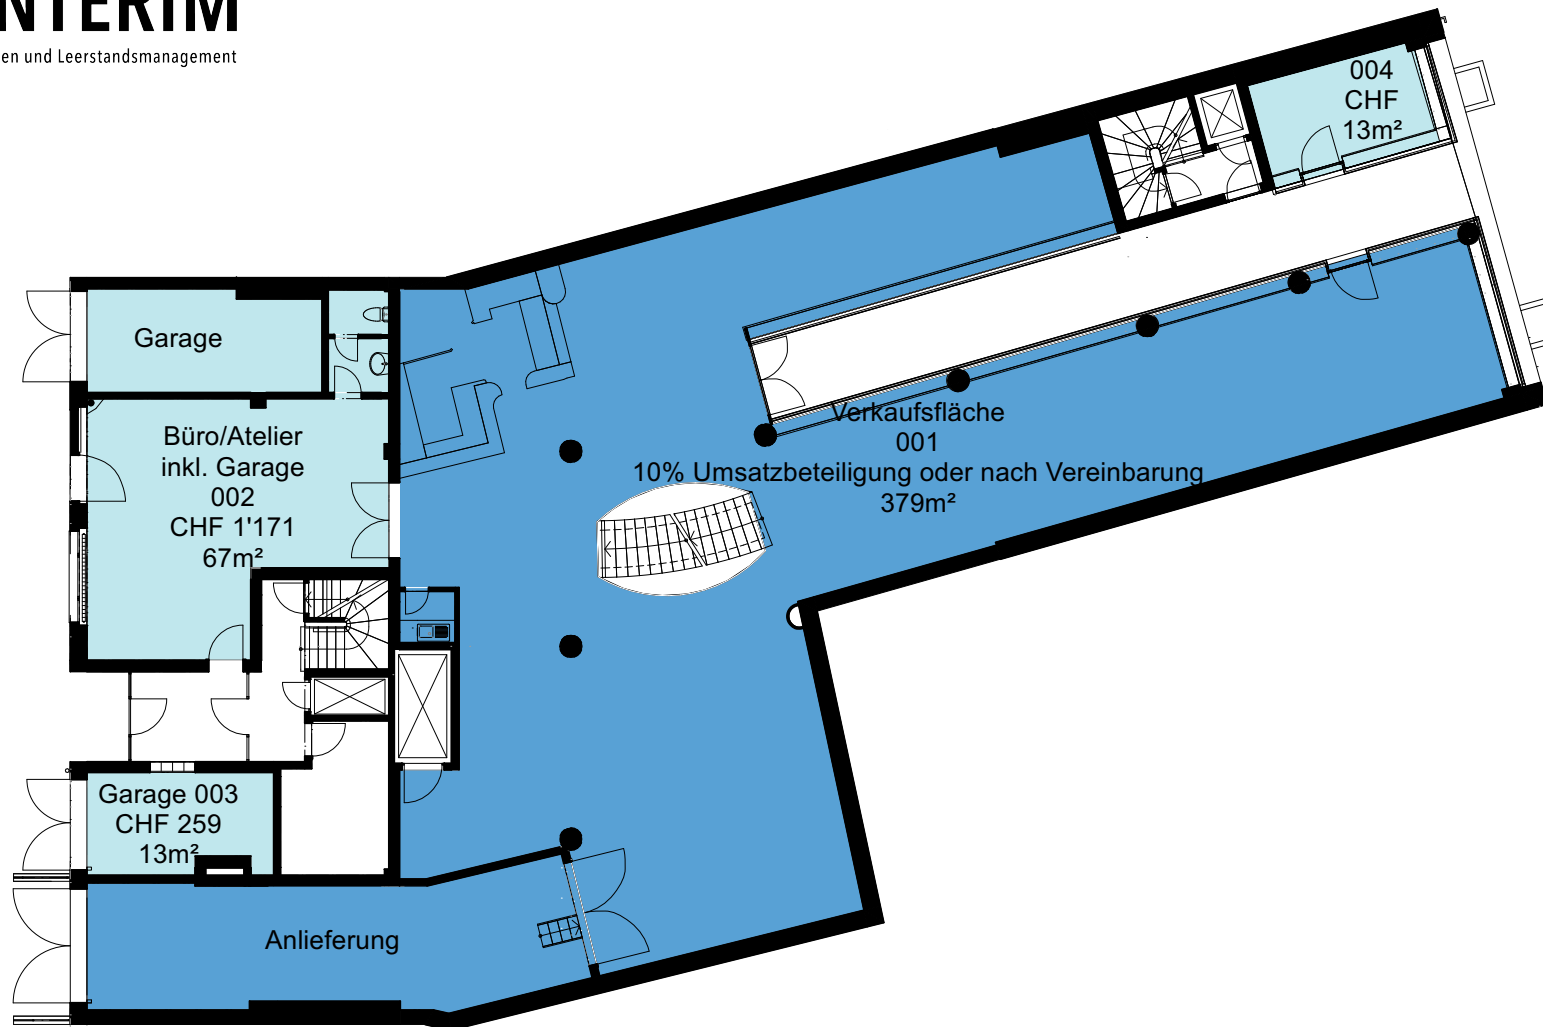 en und Leerstandsmanagement
004
CHF
13m²
Garage
Büro/Atelier
inkl. Garage
002
CHF 1'171
67m²
Verkaufsfläche
001
10% Umsatzbeteiligung oder nach Vereinbarung
379m²
Garage 003
CHF 259
13m²
Anlieferung